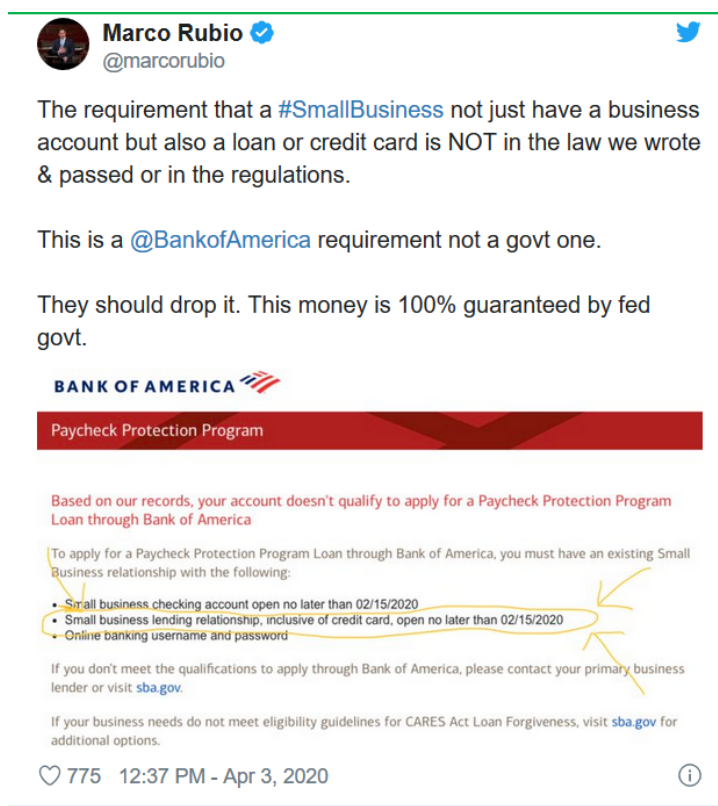 Marco Rubio
@marcorubio
The requirement that a #SmallBusiness not just have a business
account but also a loan or credit card is NOT in the law we wrote
& passed or in the regulations.
This is a @BankofAmerica requirement not a govt one.
They should drop it. This money is 100% guaranteed by fed
govt.
BANK OF AMERICA
Paycheck Protection Program
Based on our records, your account doesn't qualify to apply for a Paycheck Protection Program
Loan through Bank of America
To apply for a Paycheck Protection Program Loan through Bank of America, you must have an existing Small
Business relationship with the following:
• Small business checking account open no later than 02/15/2020
• Small business lending relationship, inclusive of credit card, open no later than 02/15/2020
• Online banking username and password
If you don't meet the qualifications to apply through Bank of America, please contact your primary business
lender or visit sba.gov.
If your business needs do not meet eligibility guidelines for CARES Act Loan Forgiveness, visit sba.gov for
additional options.
775 12:37 PM - Apr 3, 2020